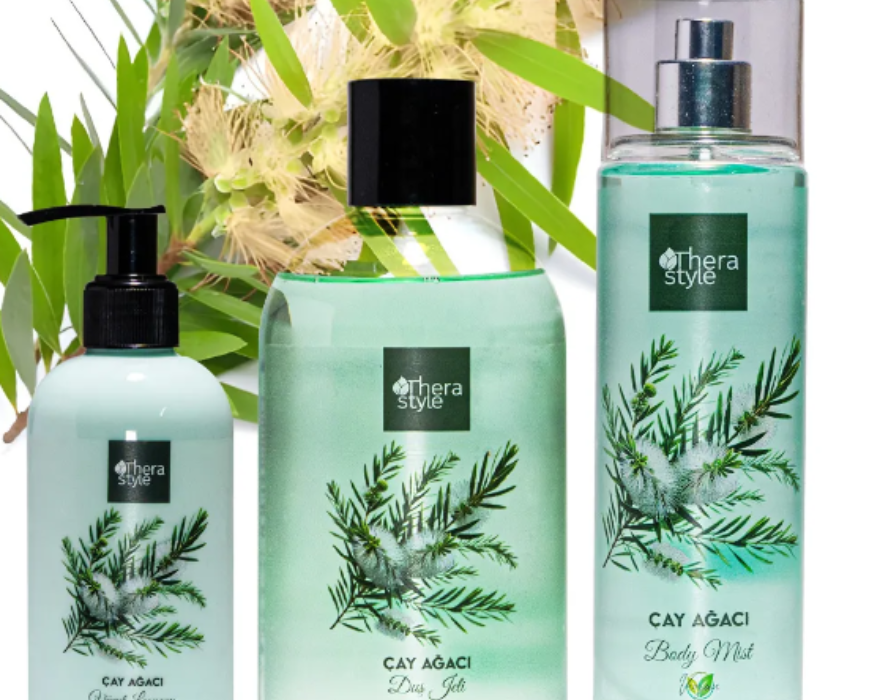 Thera
style
ÇAY AĞACI
Thera
style
ÇAY AĞACI
Duş Jeli
Thera
style
ÇAY AĞACI
Body Mist